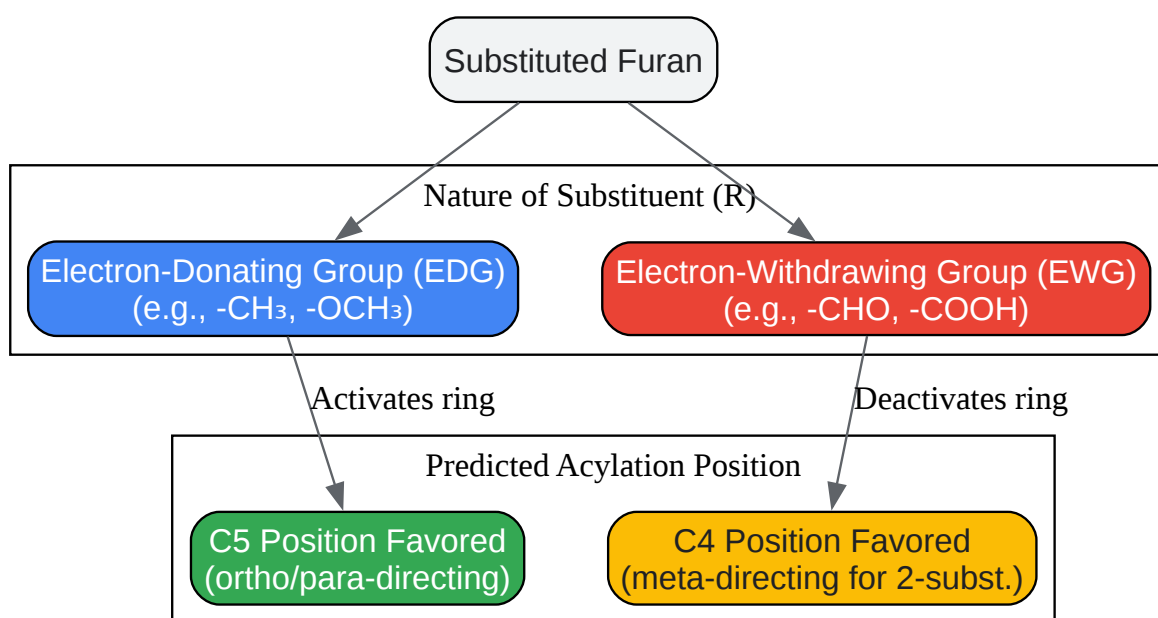 Substituted Furan
Nature of Substituent (R)
Electron-Donating Group (EDG)
(e.g., -CH₃, -OCH₃)
Electron-Withdrawing Group (EWG)
(e.g., -CHO, -COOH)
Activates ring
Deactivates ring
Predicted Acylation Position
C5 Position Favored
(ortho/para-directing)
C4 Position Favored
(meta-directing for 2-subst.)